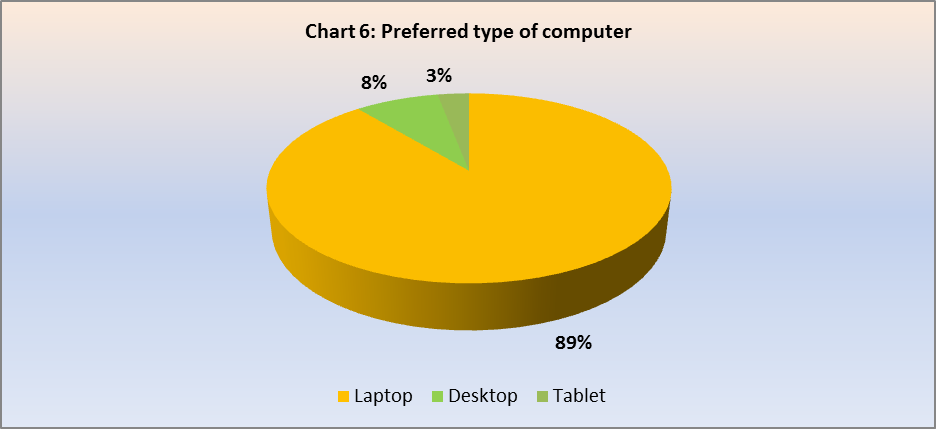 Chart 6: Preferred type of computer
3%
8%
89%
Laptop Desktop Tablet